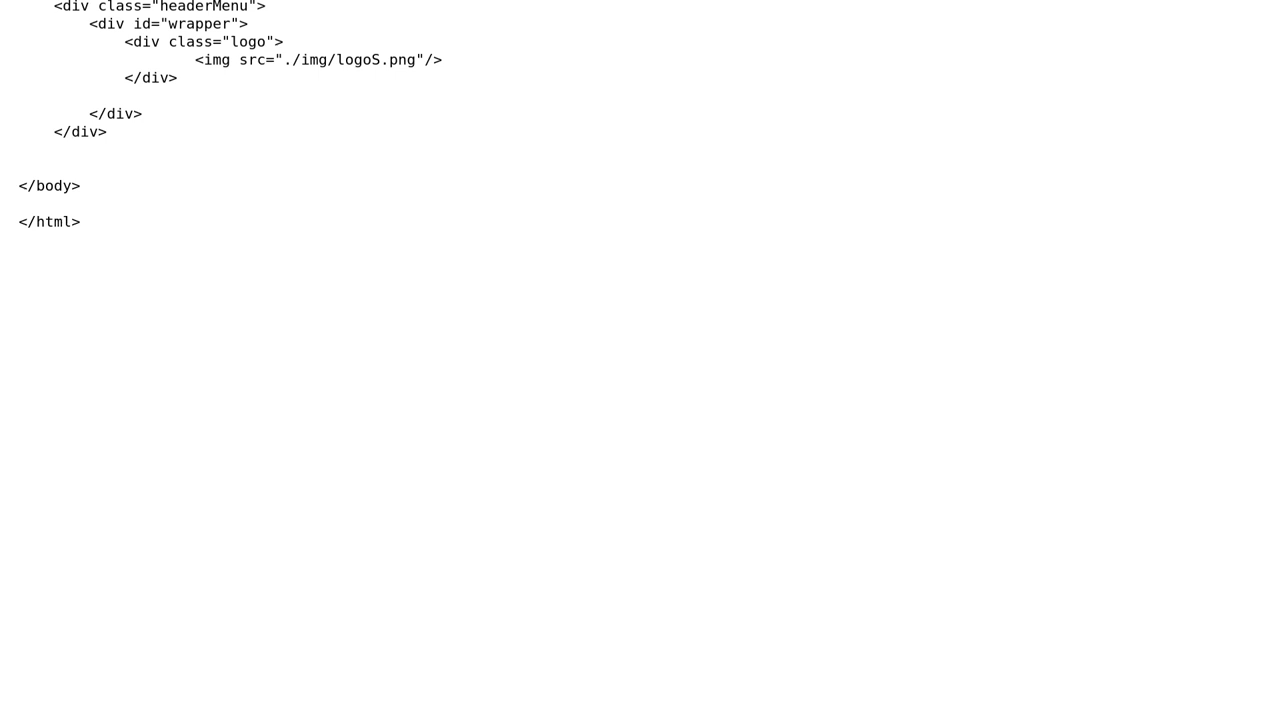 <div class="headerMenu">
<div id="wrapper">
<div class="logo">
<img src="./img/logoS.png"/>
</div>
</div>
</div>
</body>
</html>